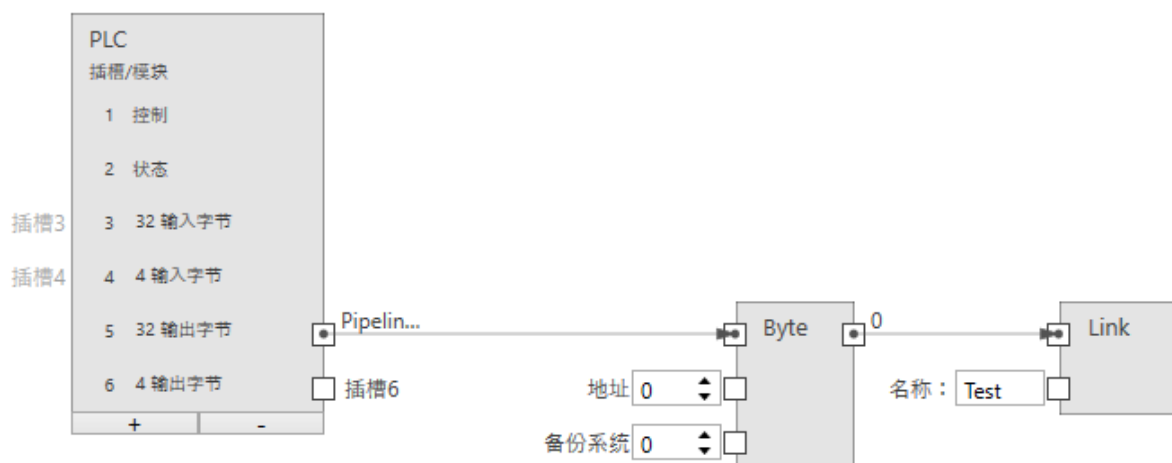 PLC
插槽/模块
1 控制
2 状态
插槽3 3 32 输入字节
插槽4 4 4 输入字节
5 32 输出字节 Pipelin... Byte 0 Link
6 4 输出字节 插槽6 地址 0 名称： Test
+ -
备份系统 0